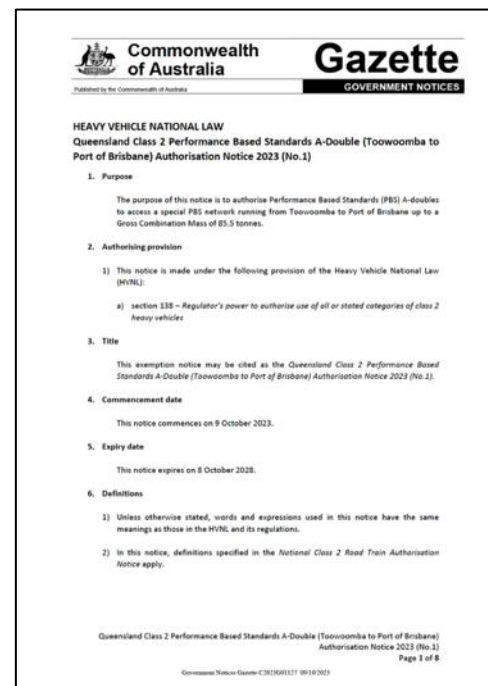 Commonwealth
of Australia
Gazette
Published by the Commonwealth of Australia
GOVERNMENT NOTICES
HEAVY VEHICLE NATIONAL LAW
Queensland Class 2 Performance Based Standards A-Double (Toowoomba to
Port of Brisbane) Authorisation Notice 2023 (No.1)
1. Purpose
The purpose of this notice is to authorise Performance Based Standards (PBS) A-doubles
to access a special PBS network running from Toowoomba to Port of Brisbane up to a
Gross Combination Mass of 85.5 tonnes.
2. Authorising provision
1) This notice is made under the following provision of the Heavy Vehicle National Law
(HVNL):
a) section 138 – Regulator's power to authorise use of all or stated categories of class 2
heavy vehicles
3. Title
This exemption notice may be cited as the Queensland Class 2 Performance Based
Standards A-Double (Toowoomba to Port of Brisbane) Authorisation Notice 2023 (No.1).
4. Commencement date
This notice commences on 9 October 2023.
5. Expiry date
This notice expires on 8 October 2028.
6. Definitions
1) Unless otherwise stated, words and expressions used in this notice have the same
meanings as those in the HVNL and its regulations.
2) In this notice, definitions specified in the National Class 2 Road Train Authorisation
Notice apply.
Queensland Class 2 Performance Based Standards A-Double (Toowoomba to Port of Brisbane)
Authorisation Notice 2023 (No.1)
Page 1 of 8
Government Notices Gazette C2023G01127 09/10/2023